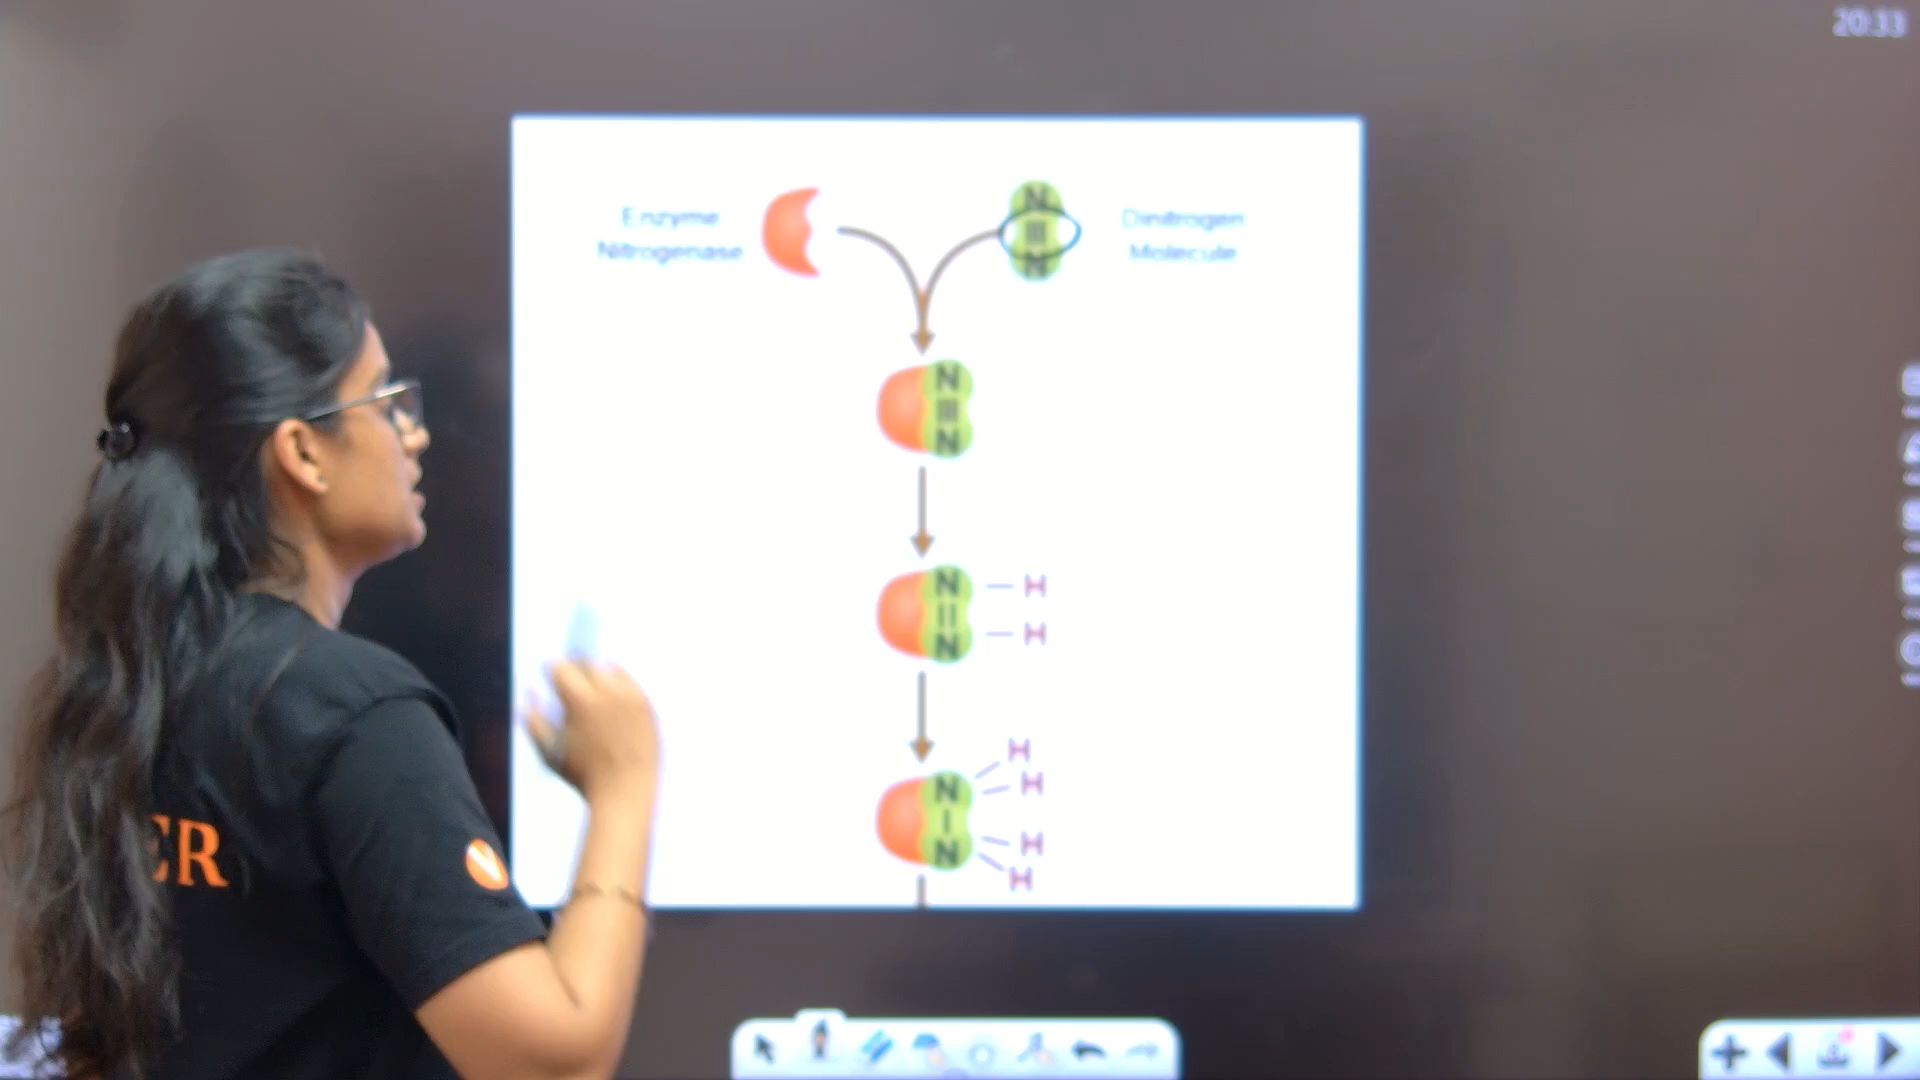 20:33
Enzyme
Nitrogenase
N
N
Dinitrogen
Molecule
N
N
N
H
N
H
N
H
H
N
H
H
ER